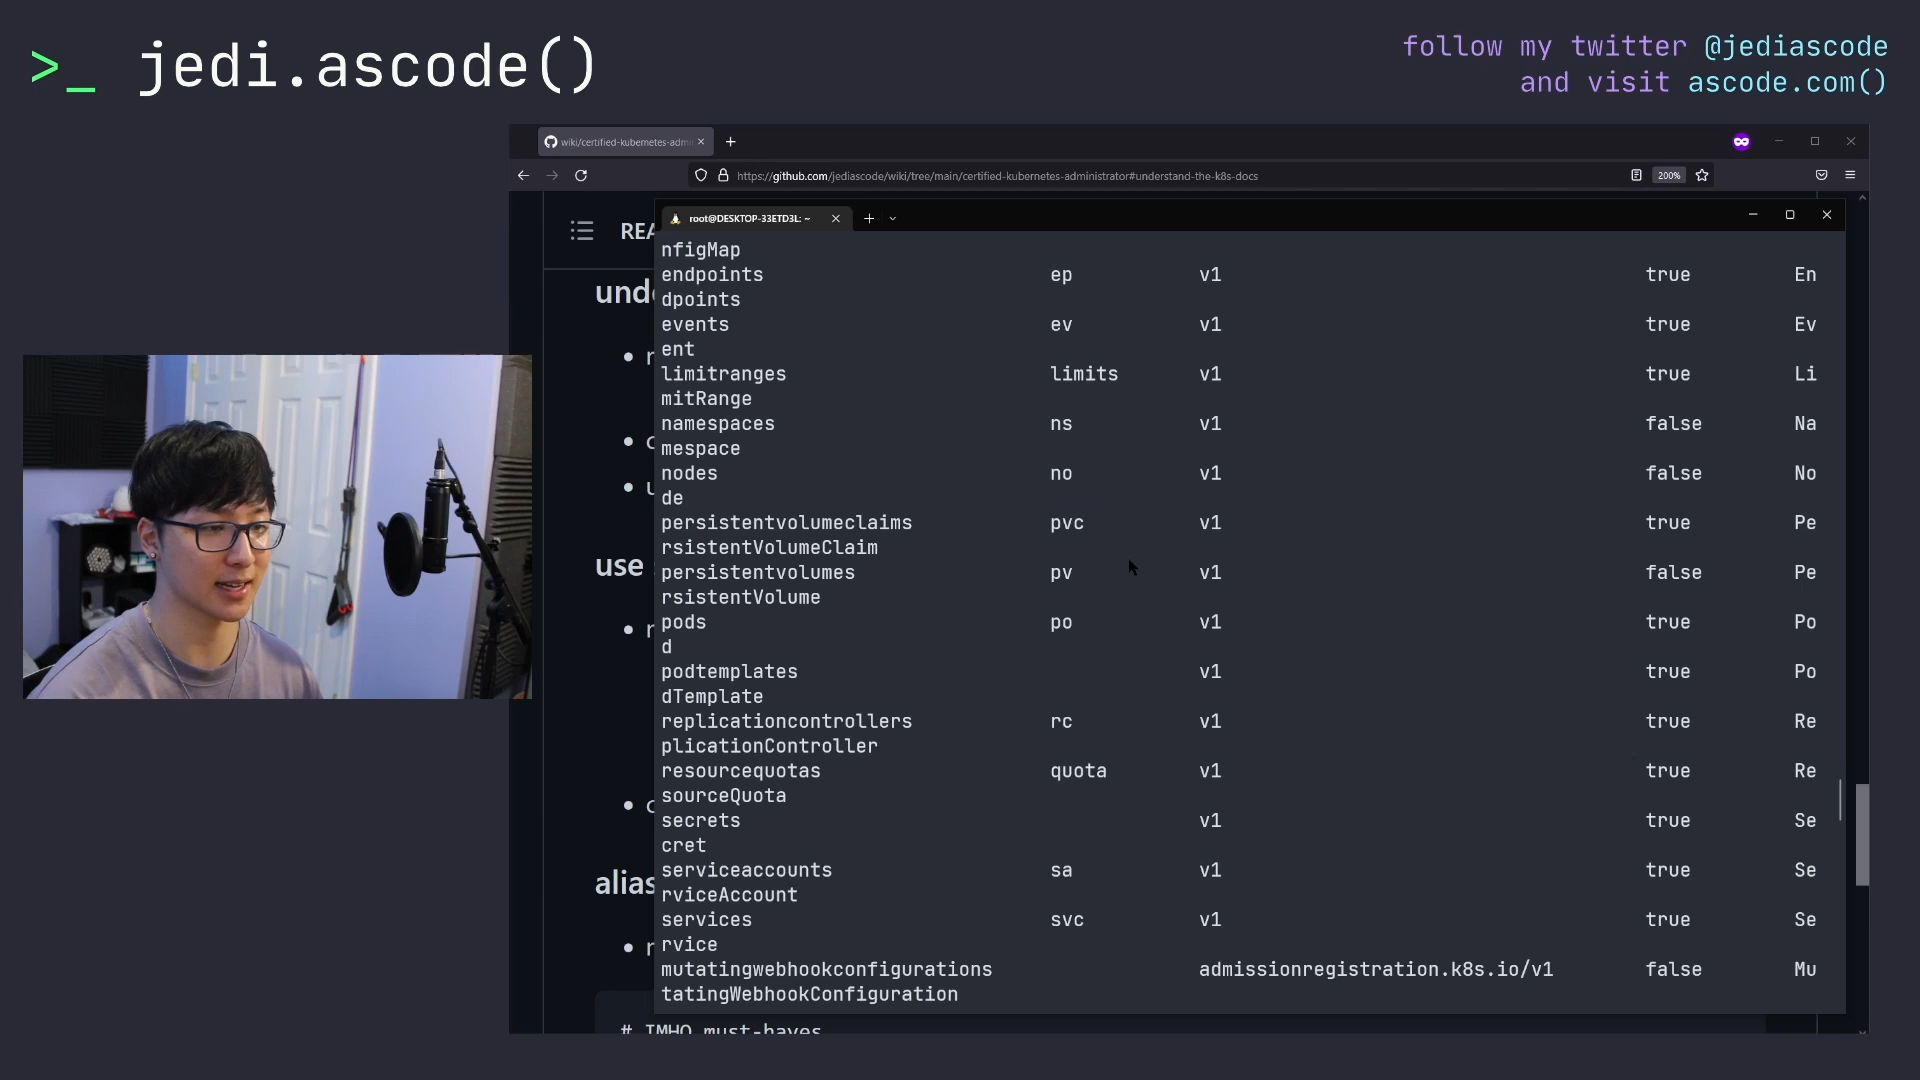 >_ jedi.ascode()
follow my twitter @jediascode
and visit ascode.com()
wiki/certified-kubernetes-admi
https://github.com/jediascode/wiki/tree/main/certified-kubernetes-administrator#understand-the-k8s-docs
200%
REA
root@DESKTOP-33ETD3L: ~
und
use
alias
# IMHO must-haves
nfigMap
endpoints ep v1 true En
dpoints
events ev v1 true Ev
ent
limitranges limits v1 true Li
mitRange
namespaces ns v1 false Na
mespace
nodes no v1 false No
de
persistentvolumeclaims pvc v1 true Pe
rsistentVolumeClaim
persistentvolumes pv v1 false Pe
rsistentVolume
pods po v1 true Po
d
podtemplates v1 true Po
dTemplate
replicationcontrollers rc v1 true Re
plicationController
resourcequotas quota v1 true Re
sourceQuota
secrets v1 true Se
cret
serviceaccounts sa v1 true Se
rviceAccount
services svc v1 true Se
rvice
mutatingwebhookconfigurations admissionregistration.k8s.io/v1 false Mu
tatingWebhookConfiguration